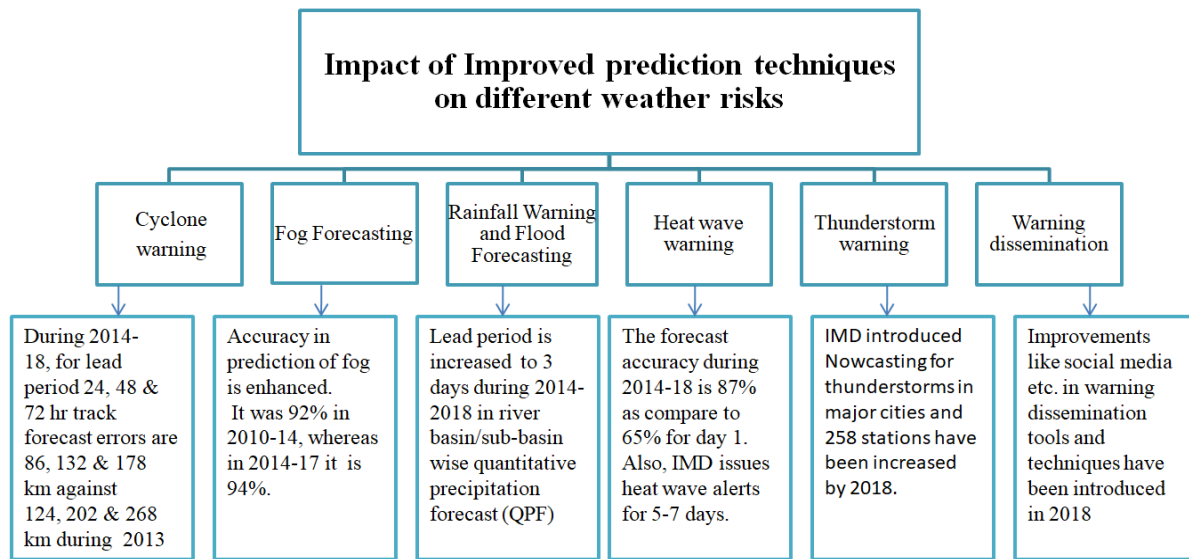 Impact of Improved prediction techniques
on different weather risks
Cyclone
warning
Fog Forecasting
Rainfall Warning
and Flood
Forecasting
Heat wave
warning
Thunderstorm
warning
Warning
dissemination
During 2014-
18, for lead
period 24, 48 &
72 hr track
forecast errors are
86, 132 & 178
km against
124, 202 & 268
km during 2013
Accuracy in
prediction of fog
is enhanced.
It was 92% in
2010-14, whereas
in 2014-17 it is
94%.
Lead period is
increased to 3
days during 2014-
2018 in river
basin/sub-basin
wise quantitative
precipitation
forecast (QPF)
The forecast
accuracy during
2014-18 is 87%
as compare to
65% for day 1.
Also, IMD issues
heat wave alerts
for 5-7 days.
IMD introduced
Nowcasting for
thunderstorms in
major cities and
258 stations have
been increased
by 2018.
Improvements
like social media
etc. in warning
dissemination
tools and
techniques have
been introduced
in 2018